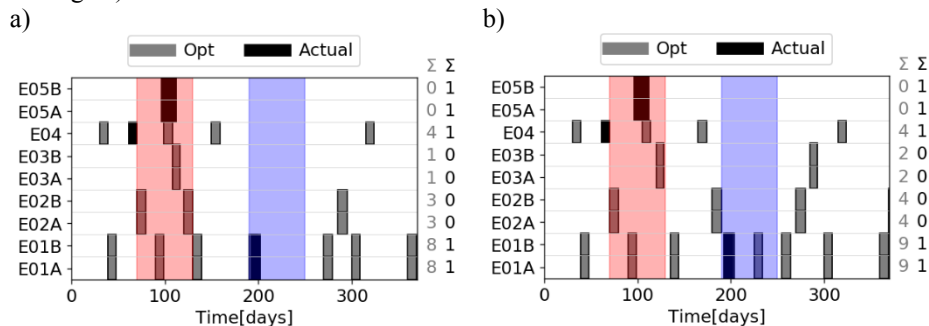 a)
b)
Opt Actual
Σ Σ
E05B 0 1
E05A 0 1
E04 4 1
E03B 1 0
E03A 1 0
E02B 3 0
E02A 3 0
E01B 8 1
E01A 8 1
0 100 200 300
Time[days]
Opt Actual
Σ Σ
E05B 0 1
E05A 0 1
E04 4 1
E03B 2 0
E03A 2 0
E02B 4 0
E02A 4 0
E01B 9 1
E01A 9 1
0 100 200 300
Time[days]